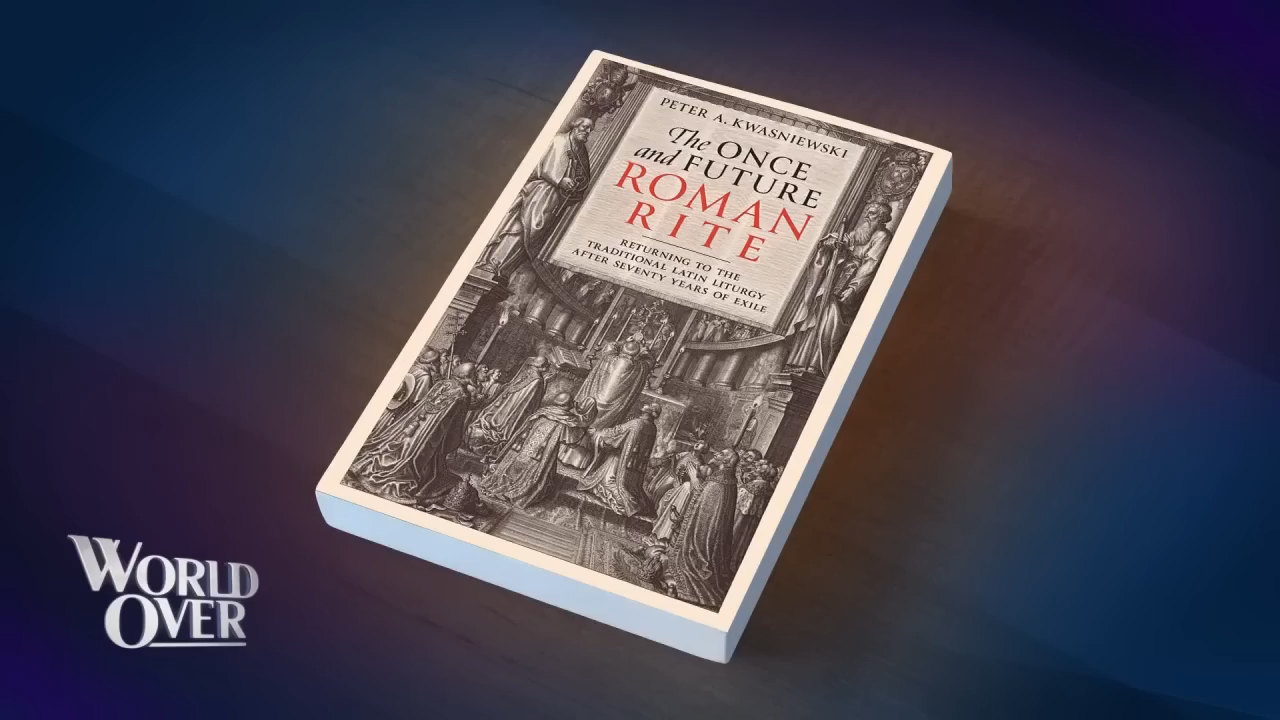 PETER A. KWASNIEWSKI
The ONCE
and FUTURE
ROMAN
RITE
RETURNING TO THE
TRADITIONAL LATIN LITURGY
AFTER SEVENTY YEARS OF EXILE
WORLD
OVER